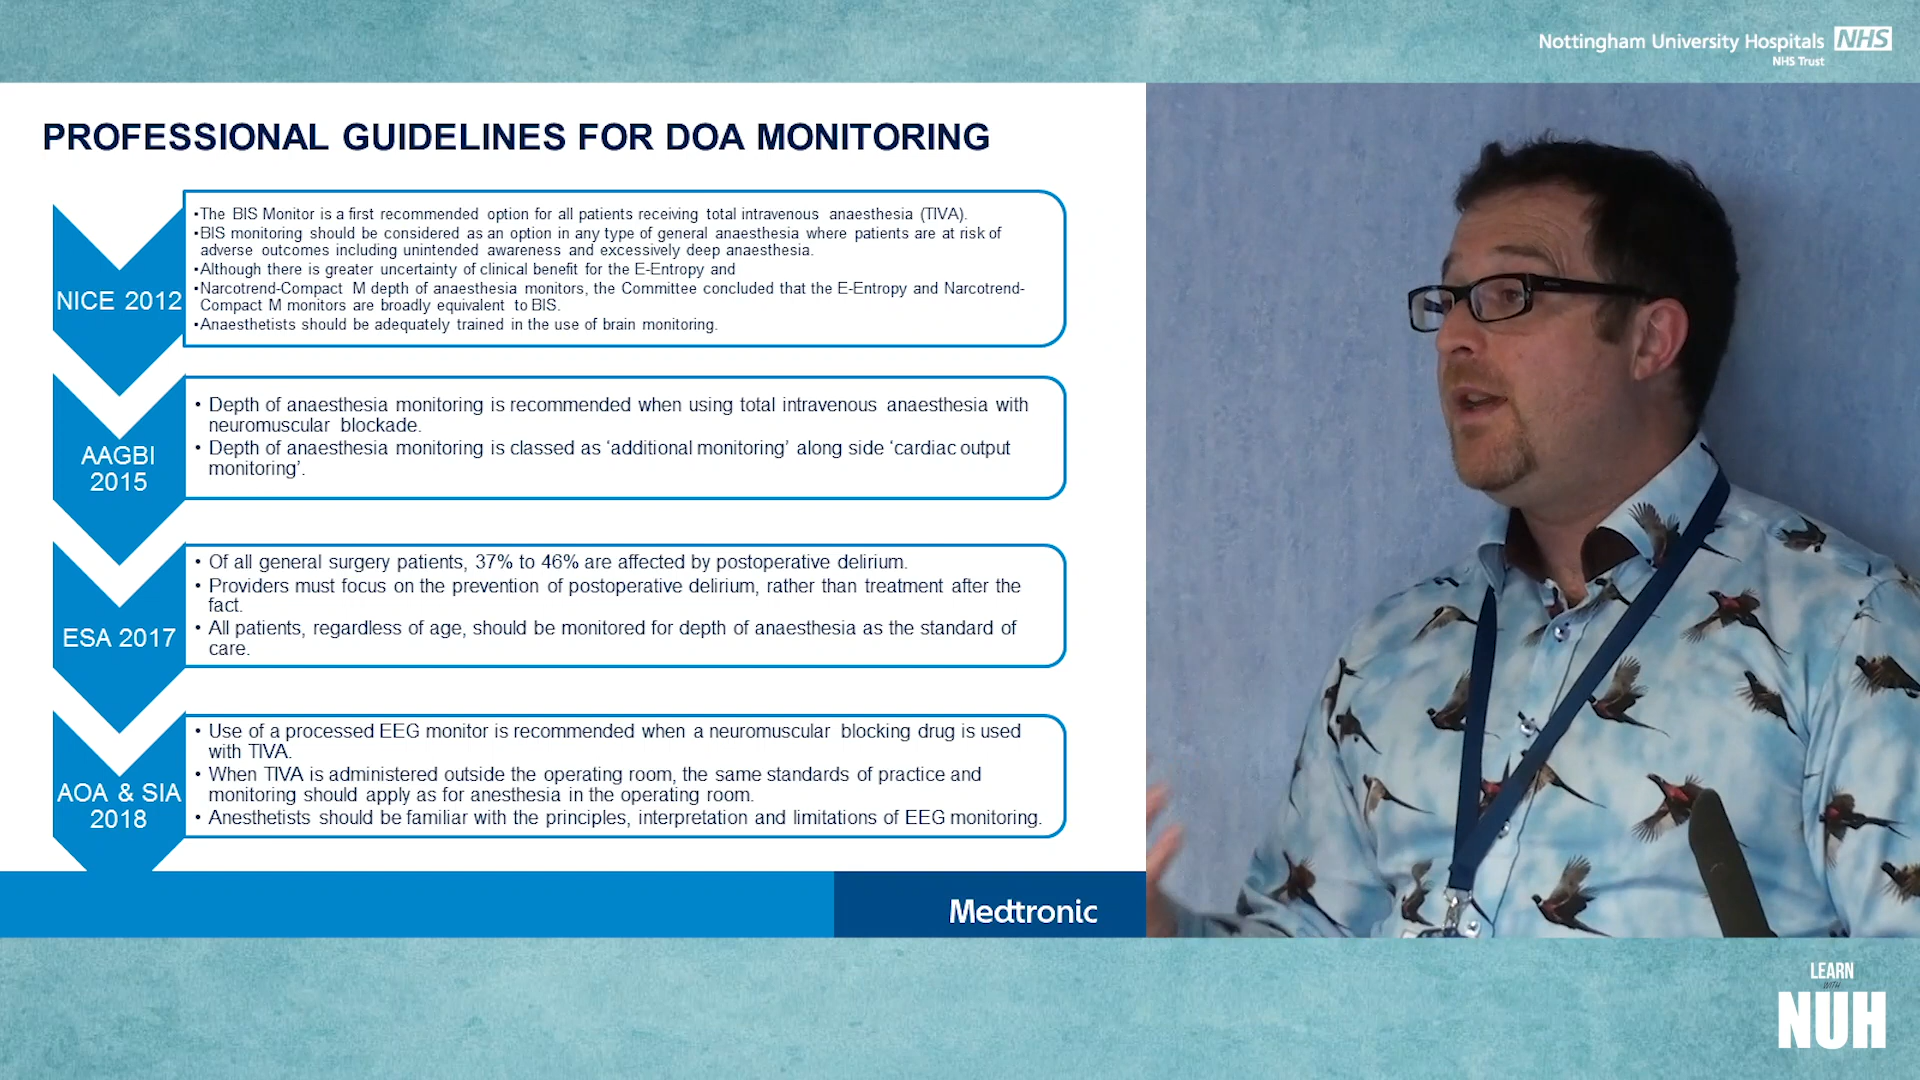 Nottingham University Hospitals NHS
NHS Trust
PROFESSIONAL GUIDELINES FOR DOA MONITORING
NICE 2012
•The BIS Monitor is a first recommended option for all patients receiving total intravenous anaesthesia (TIVA).
•BIS monitoring should be considered as an option in any type of general anaesthesia where patients are at risk of
adverse outcomes including unintended awareness and excessively deep anaesthesia.
•Although there is greater uncertainty of clinical benefit for the E-Entropy and
•Narcotrend-Compact M depth of anaesthesia monitors, the Committee concluded that the E-Entropy and Narcotrend-
Compact M monitors are broadly equivalent to BIS.
•Anaesthetists should be adequately trained in the use of brain monitoring.
AAGBI
2015
• Depth of anaesthesia monitoring is recommended when using total intravenous anaesthesia with
neuromuscular blockade.
• Depth of anaesthesia monitoring is classed as ‘additional monitoring’ along side ‘cardiac output
monitoring’.
ESA 2017
• Of all general surgery patients, 37% to 46% are affected by postoperative delirium.
• Providers must focus on the prevention of postoperative delirium, rather than treatment after the
fact.
• All patients, regardless of age, should be monitored for depth of anaesthesia as the standard of
care.
AOA & SIA
2018
• Use of a processed EEG monitor is recommended when a neuromuscular blocking drug is used
with TIVA.
• When TIVA is administered outside the operating room, the same standards of practice and
monitoring should apply as for anesthesia in the operating room.
• Anesthetists should be familiar with the principles, interpretation and limitations of EEG monitoring.
Medtronic
LEARN
WITH
NUH